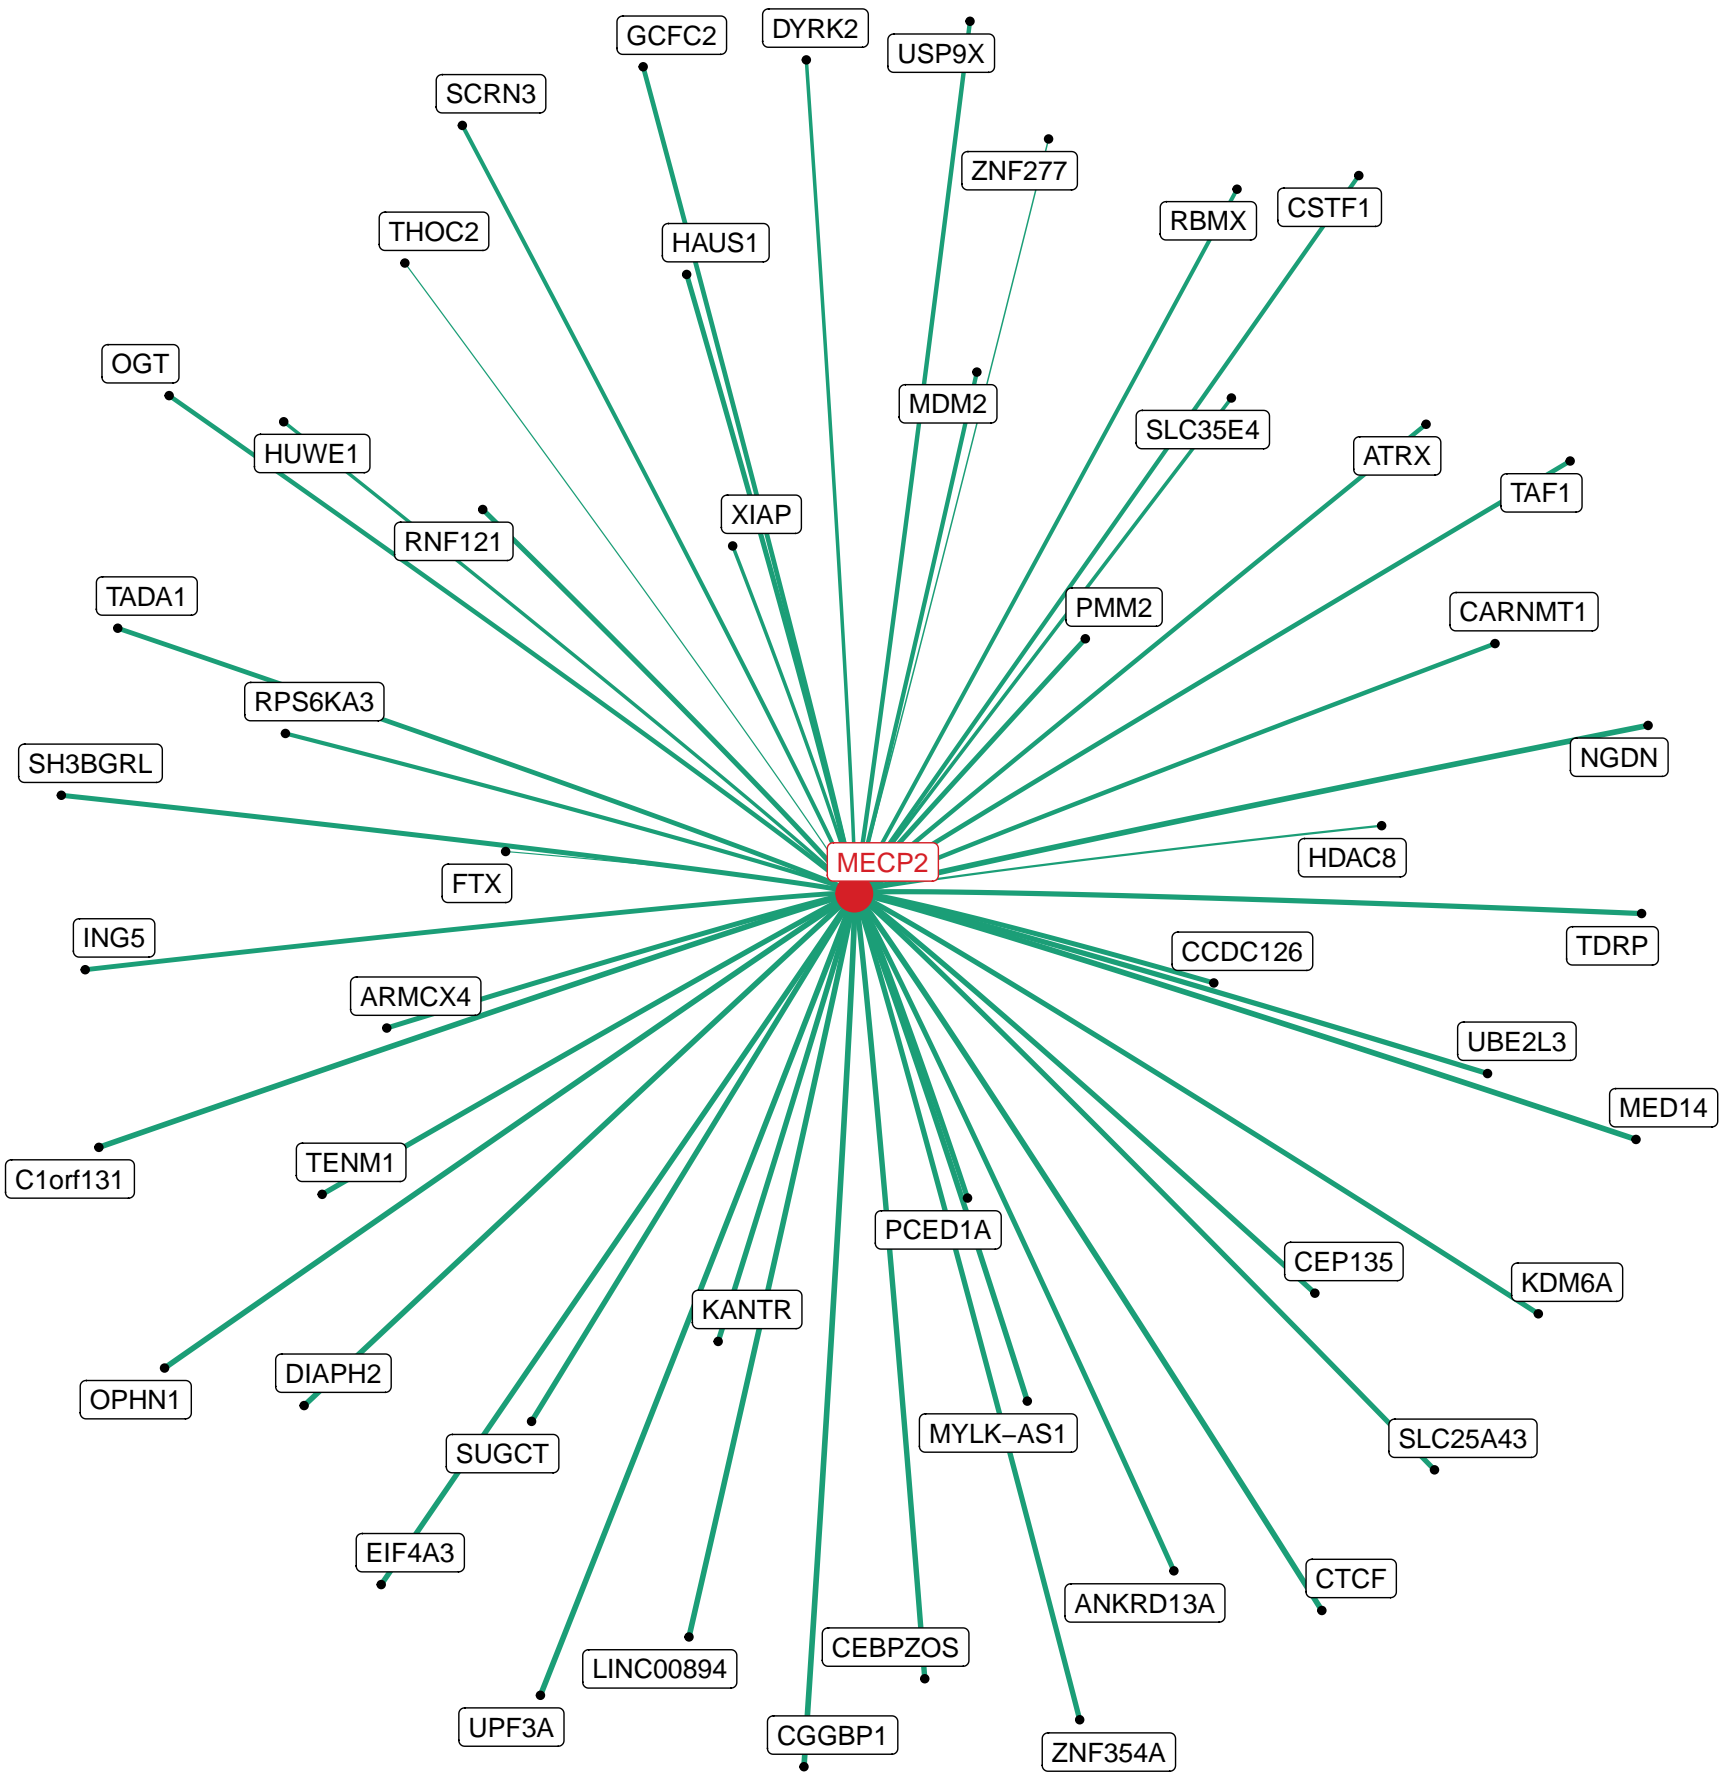 DYRK2
GCFC2
USP9X
SCRN3
ZNF277
CSTF1
RBMX
THOC2
HAUS1
OGT
MDM2
SLC35E4
HUWE1
ATRX
TAF1
XIAP
RNF121
TADA1
PMM2
CARNMT1
RPS6KA3
NGDN
SH3BGRL
HDAC8
MECP2
FTX
ING5
TDRP
CCDC126
ARMCX4
UBE2L3
MED14
TENM1
C1orf131
PCED1A
CEP135
KDM6A
KANTR
DIAPH2
OPHN1
MYLK−AS1
SLC25A43
SUGCT
EIF4A3
CTCF
ANKRD13A
CEBPZOS
LINC00894
UPF3A
CGGBP1
ZNF354A